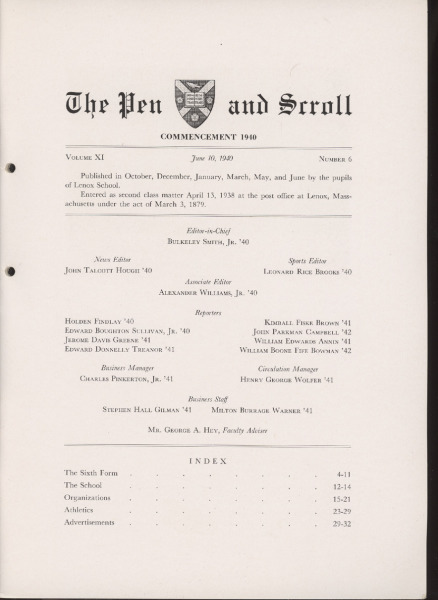 The Pen and Scroll
COMMENCEMENT 1940
VOLUME XI June 10, 1940 NUMBER 6
Published in October, December, January, March, May, and June by the pupils
of Lenox School.
Entered as second class matter April 13, 1938 at the post office at Lenox, Mass-
achusetts under the act of March 3, 1879.
Editor-in-Chief
BULKELEY SMITH, JR. '40
News Editor Sports Editor
JOHN TALCOTT HOUGH '40 LEONARD RICE BROOKS '40
Associate Editor
ALEXANDER WILLIAMS, JR. '40
Reporters
HOLDEN FINDLAY '40 KIMBALL FISKE BROWN '41
EDWARD BOUGHTON SULLIVAN, JR. '40 JOHN PARKMAN CAMPBELL '42
JEROME DAVIS GREENE '41 WILLIAM EDWARDS ANNIN '41
EDWARD DONNELLY TREANOR '41 WILLIAM BOONE FIFE BOWMAN '42
Business Manager Circulation Manager
CHARLES PINKERTON, JR. '41 HENRY GEORGE WOLFER '41
Business Staff
STEPHEN HALL GILMAN '41 MILTON BURRAGE WARNER '41
MR. GEORGE A. HUY, Faculty Adviser
INDEX
The Sixth Form . . . . . . . . 4-11
The School . . . . . . . . 12-14
Organizations . . . . . . . . 15-21
Athletics . . . . . . . . 23-29
Advertisements . . . . . . . . 29-32